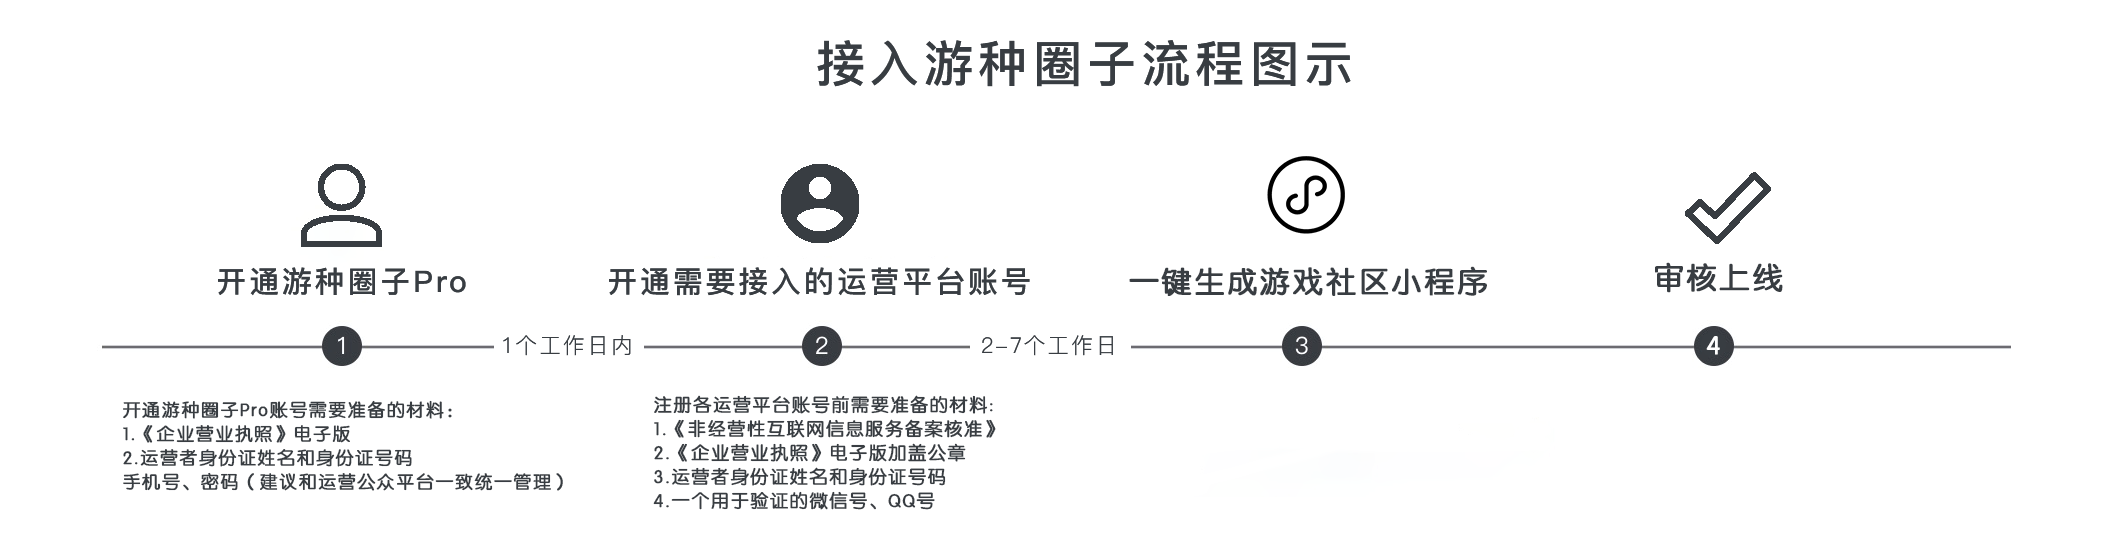 接入游种圈子流程图示
开通游种圈子Pro
开通需要接入的运营平台账号
一键生成游戏社区小程序
审核上线
1
1个工作日内
2
2-7个工作日
3
4
开通游种圈子Pro账号需要准备的材料：
1.《企业营业执照》电子版
2.运营者身份证姓名和身份证号码
手机号、密码（建议和运营公众平台一致统一管理）
注册各运营平台账号前需要准备的材料:
1.《非经营性互联网信息服务备案核准》
2.《企业营业执照》电子版加盖公章
3.运营者身份证姓名和身份证号码
4.一个用于验证的微信号、QQ号